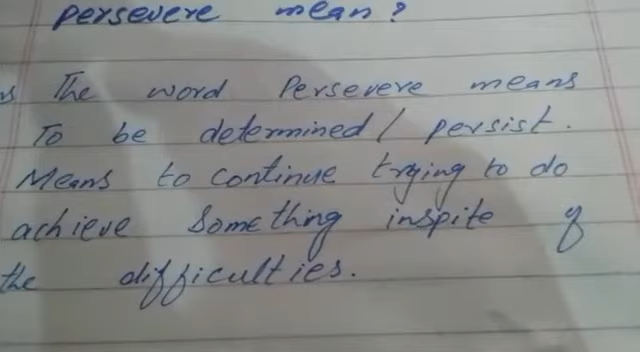 persevere mean?
The word Persevere means
To be determined/ persist.
Means to continue trying to do
achieve something inspite of
the difficulties.